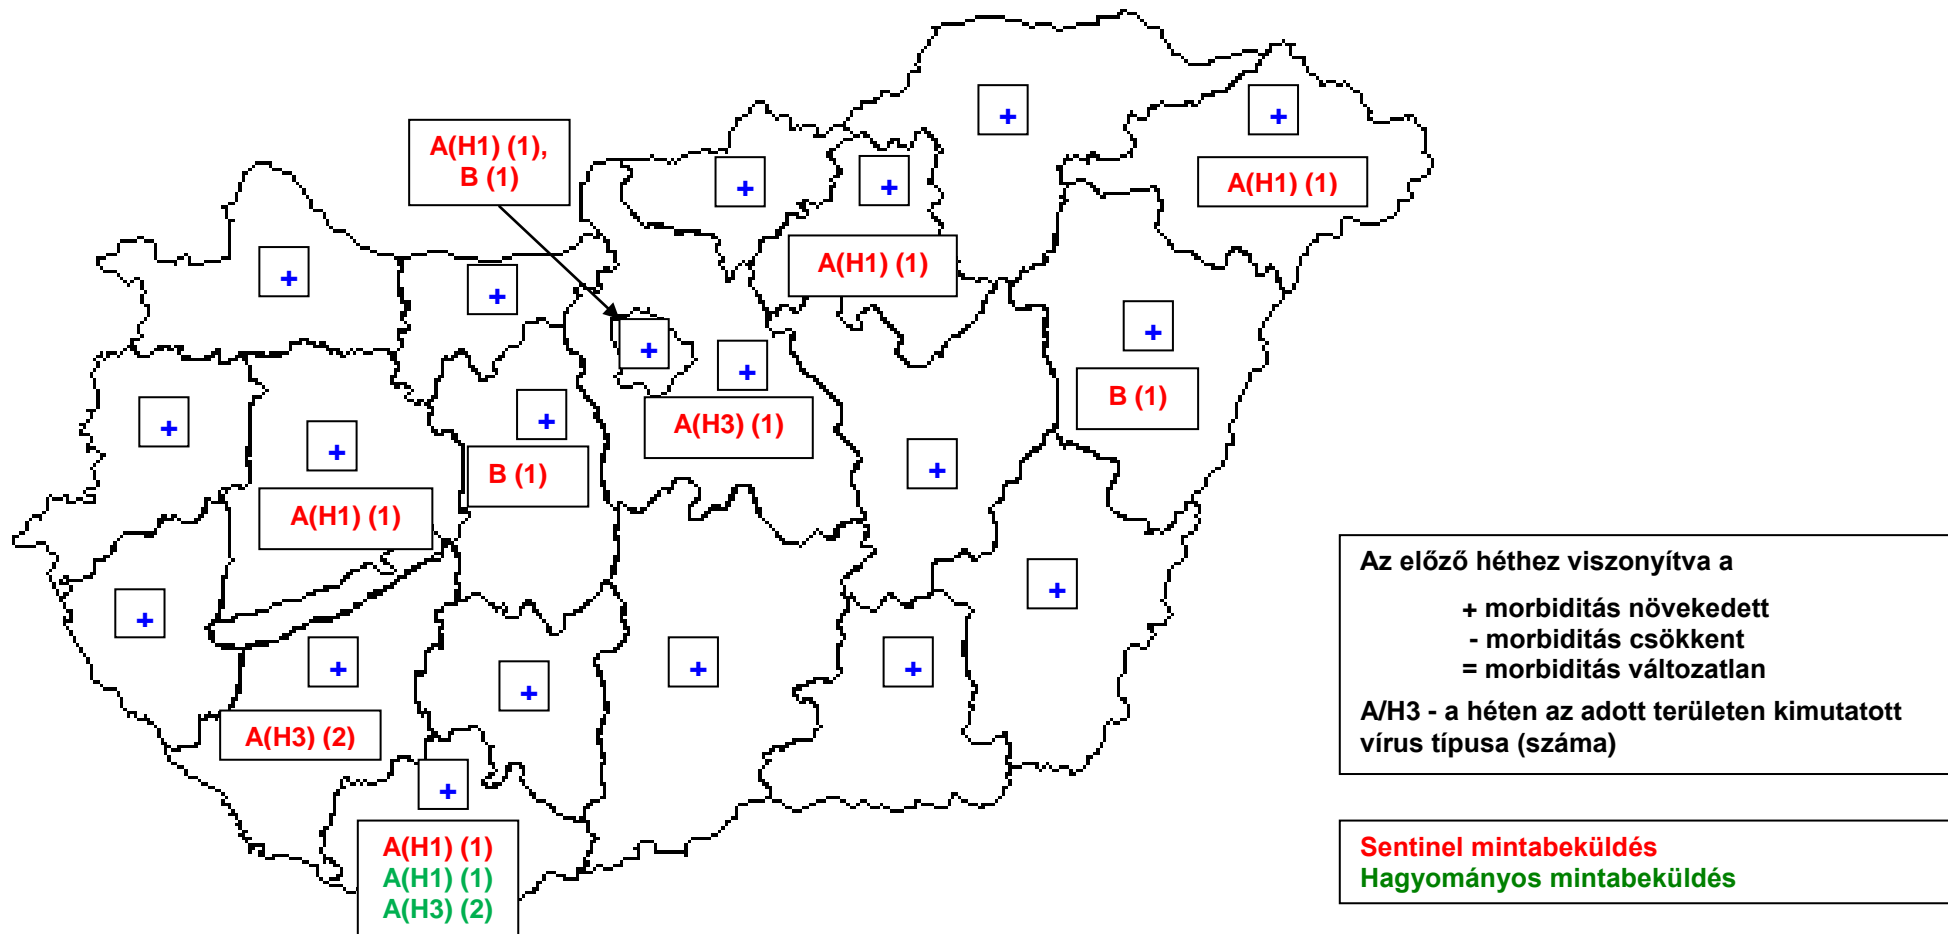 +
+
A(H1) (1),
B (1)
+
+
A(H1) (1)
+
A(H1) (1)
+
+
+
+
A(H3) (1)
B (1)
+
+
+
B (1)
+
A(H1) (1)
+
+
+
+
+
+
A(H3) (2)
+
A(H1) (1)
A(H1) (1)
A(H3) (2)
Az előző héthez viszonyítva a
+ morbiditás növekedett
- morbiditás csökkent
= morbiditás változatlan
A/H3 - a héten az adott területen kimutatott
vírus típusa (száma)
Sentinel mintabeküldés
Hagyományos mintabeküldés